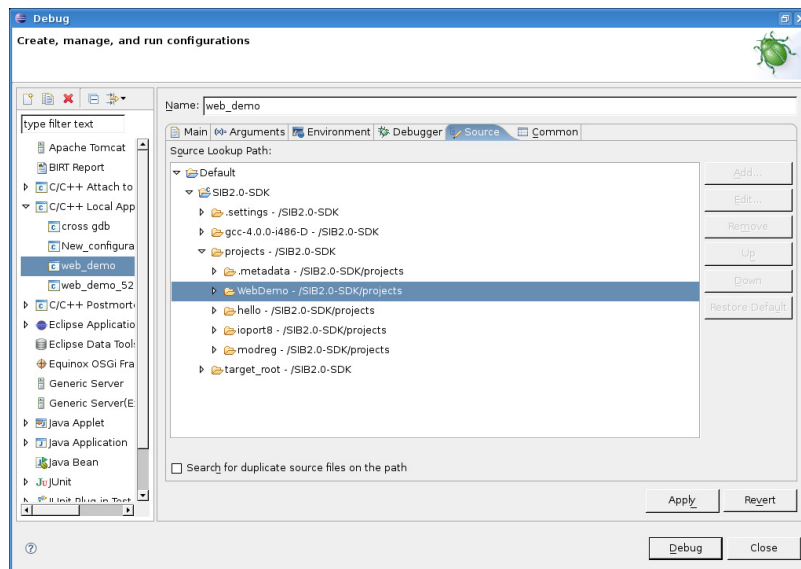 Debug
Create, manage, and run configurations
type filter text
Apache Tomcat
BIRT Report
C/C++ Attach to
C/C++ Local App
cross gdb
New_configura
web_demo
web_demo_52
C/C++ Postmort
Eclipse Applicatio
Eclipse Data Tool
Equinox OSGi Fra
Generic Server
Generic Server(E
Java Applet
Java Application
Java Bean
JUnit
JUnit Plug-in Test
Name: web_demo
Main Arguments Environment Debugger Source Common
Source Lookup Path:
Default
SIB2.0-SDK
.settings - /SIB2.0-SDK
gcc-4.0.0-i486-D - /SIB2.0-SDK
projects - /SIB2.0-SDK
.metadata - /SIB2.0-SDK/projects
WebDemo - /SIB2.0-SDK/projects
hello - /SIB2.0-SDK/projects
ioport8 - /SIB2.0-SDK/projects
modreg - /SIB2.0-SDK/projects
target_root - /SIB2.0-SDK
Add...
Edit...
Remove
Up
Down
Restore Default
Search for duplicate source files on the path
Apply Revert
Debug Close